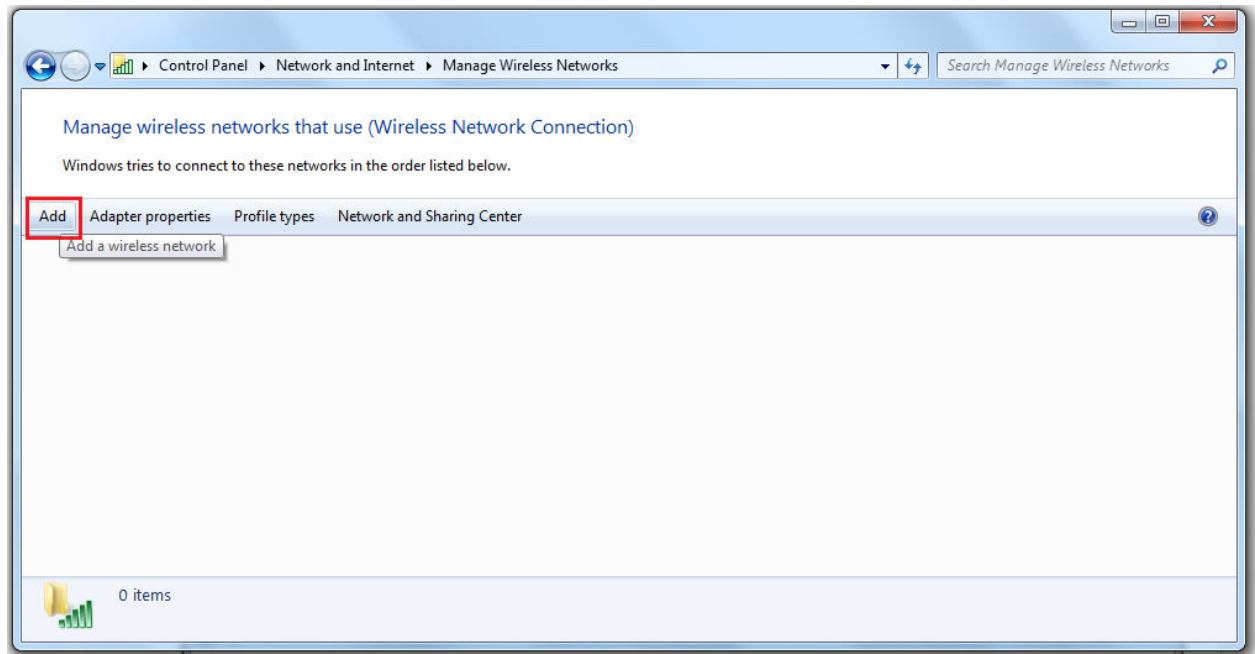 Control Panel Network and Internet Manage Wireless Networks Search Manage Wireless Networks
Manage wireless networks that use (Wireless Network Connection)
Windows tries to connect to these networks in the order listed below.
Add Adapter properties Profile types Network and Sharing Center
Add a wireless network
0 items